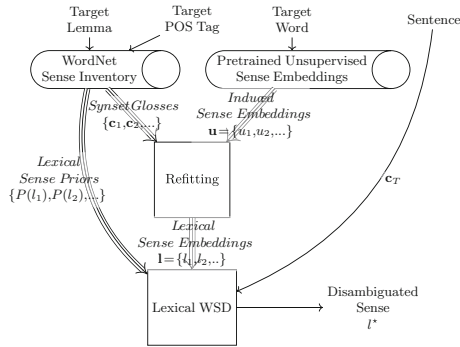 Target
Lemma
Target
POS Tag
Target
Word
Sentence
WordNet
Sense Inventory
Pretrained Unsupervised
Sense Embeddings
SynsetGlosses
{c₁,c₂,...}
Induced
Sense Embeddings
u={u₁,u₂,...}
Lexical
Sense Priors
{P(l₁),P(l₂),...}
Refitting
c_T
Lexical
Sense Embeddings
l={l₁,l₂,..}
Lexical WSD
Disambiguated
Sense
l⋆